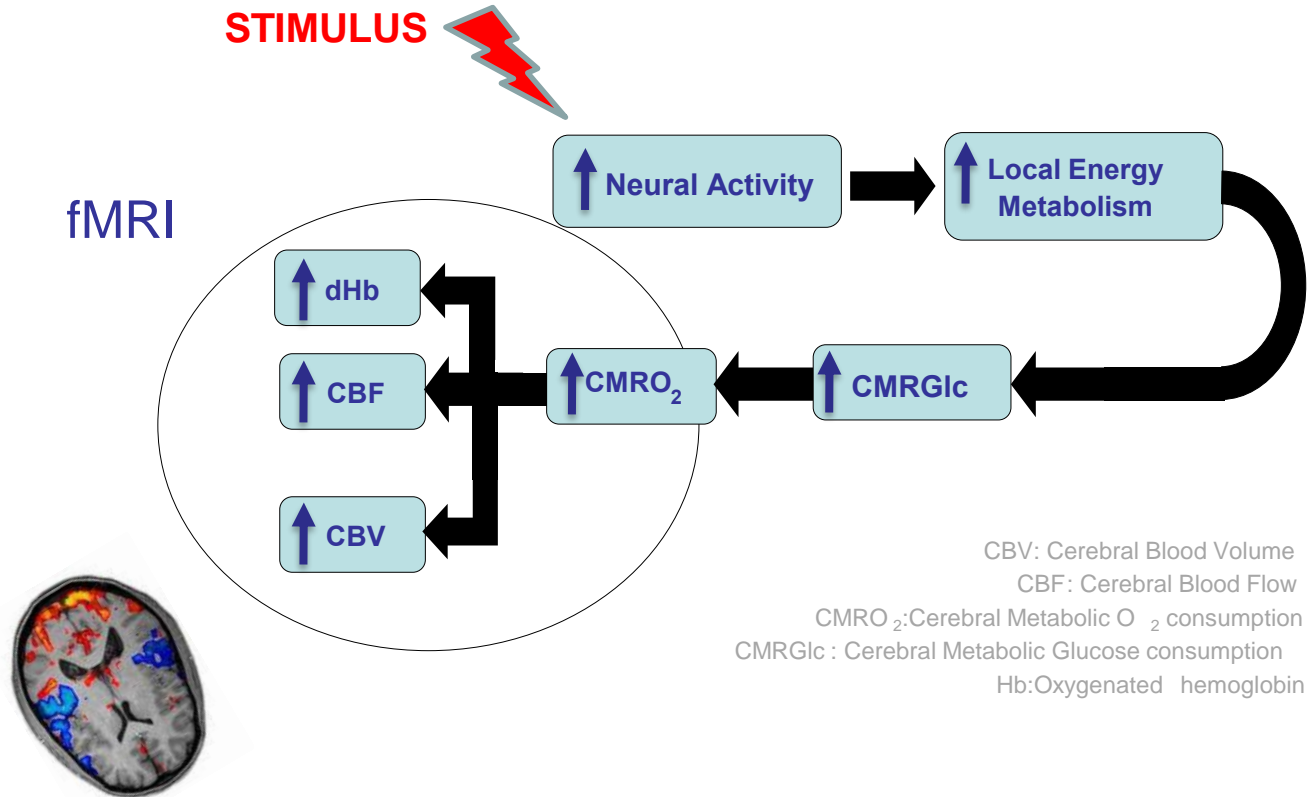 STIMULUS
Neural Activity
Local Energy
Metabolism
fMRI
dHb
CBF
CMRO₂
CMRGlc
CBV
CBV: Cerebral Blood Volume
CBF: Cerebral Blood Flow
CMRO ₂:Cerebral Metabolic O ₂ consumption
CMRGlc : Cerebral Metabolic Glucose consumption
Hb:Oxygenated hemoglobin